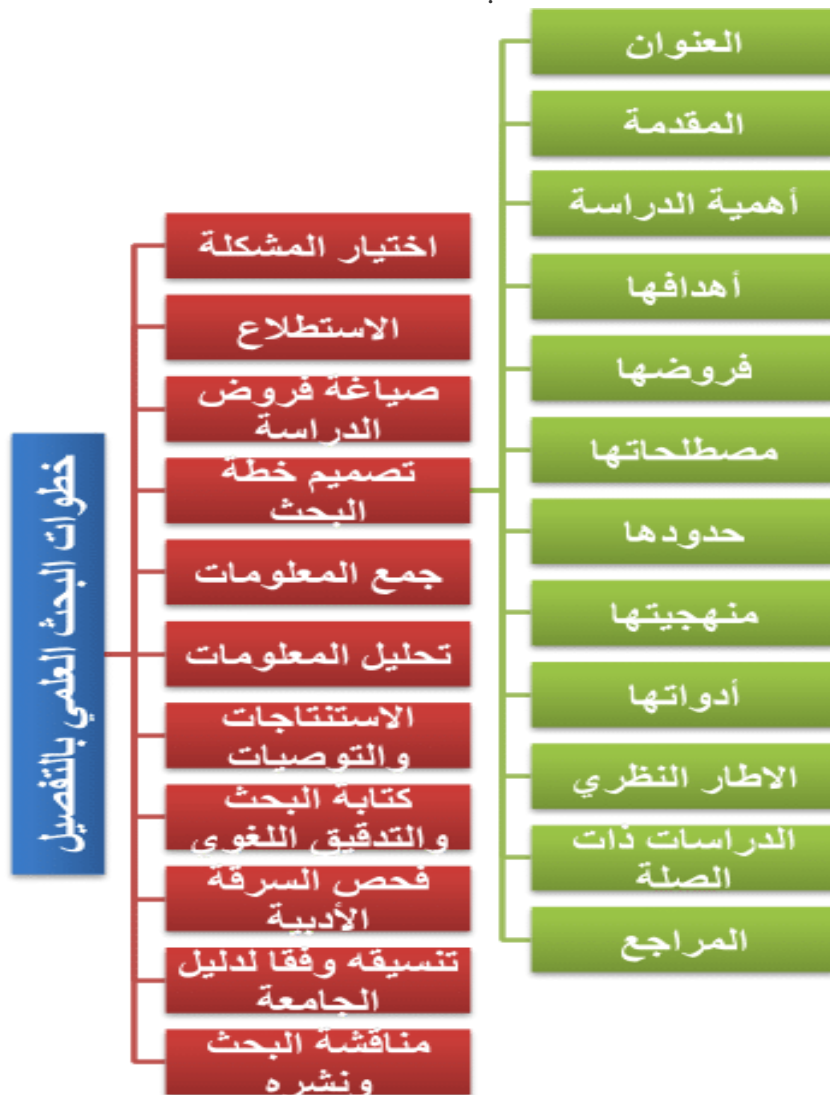 خطوات البحث العلمي بالتفصيل
اختيار المشكلة
الاستطلاع
صياغة فروض
الدراسة
تصميم خطة
البحث
جمع المعلومات
تحليل المعلومات
الاستنتاجات
والتوصيات
كتابة البحث
والتدقيق اللغوي
فحص السرقة
الأدبية
تنسيقه وفقا لدليل
الجامعة
مناقشة البحث
ونشره
العنوان
المقدمة
أهمية الدراسة
أهدافها
فروضها
مصطلحاتها
حدودها
منهجيتها
أدواتها
الاطار النظري
الدراسات ذات
الصلة
المراجع